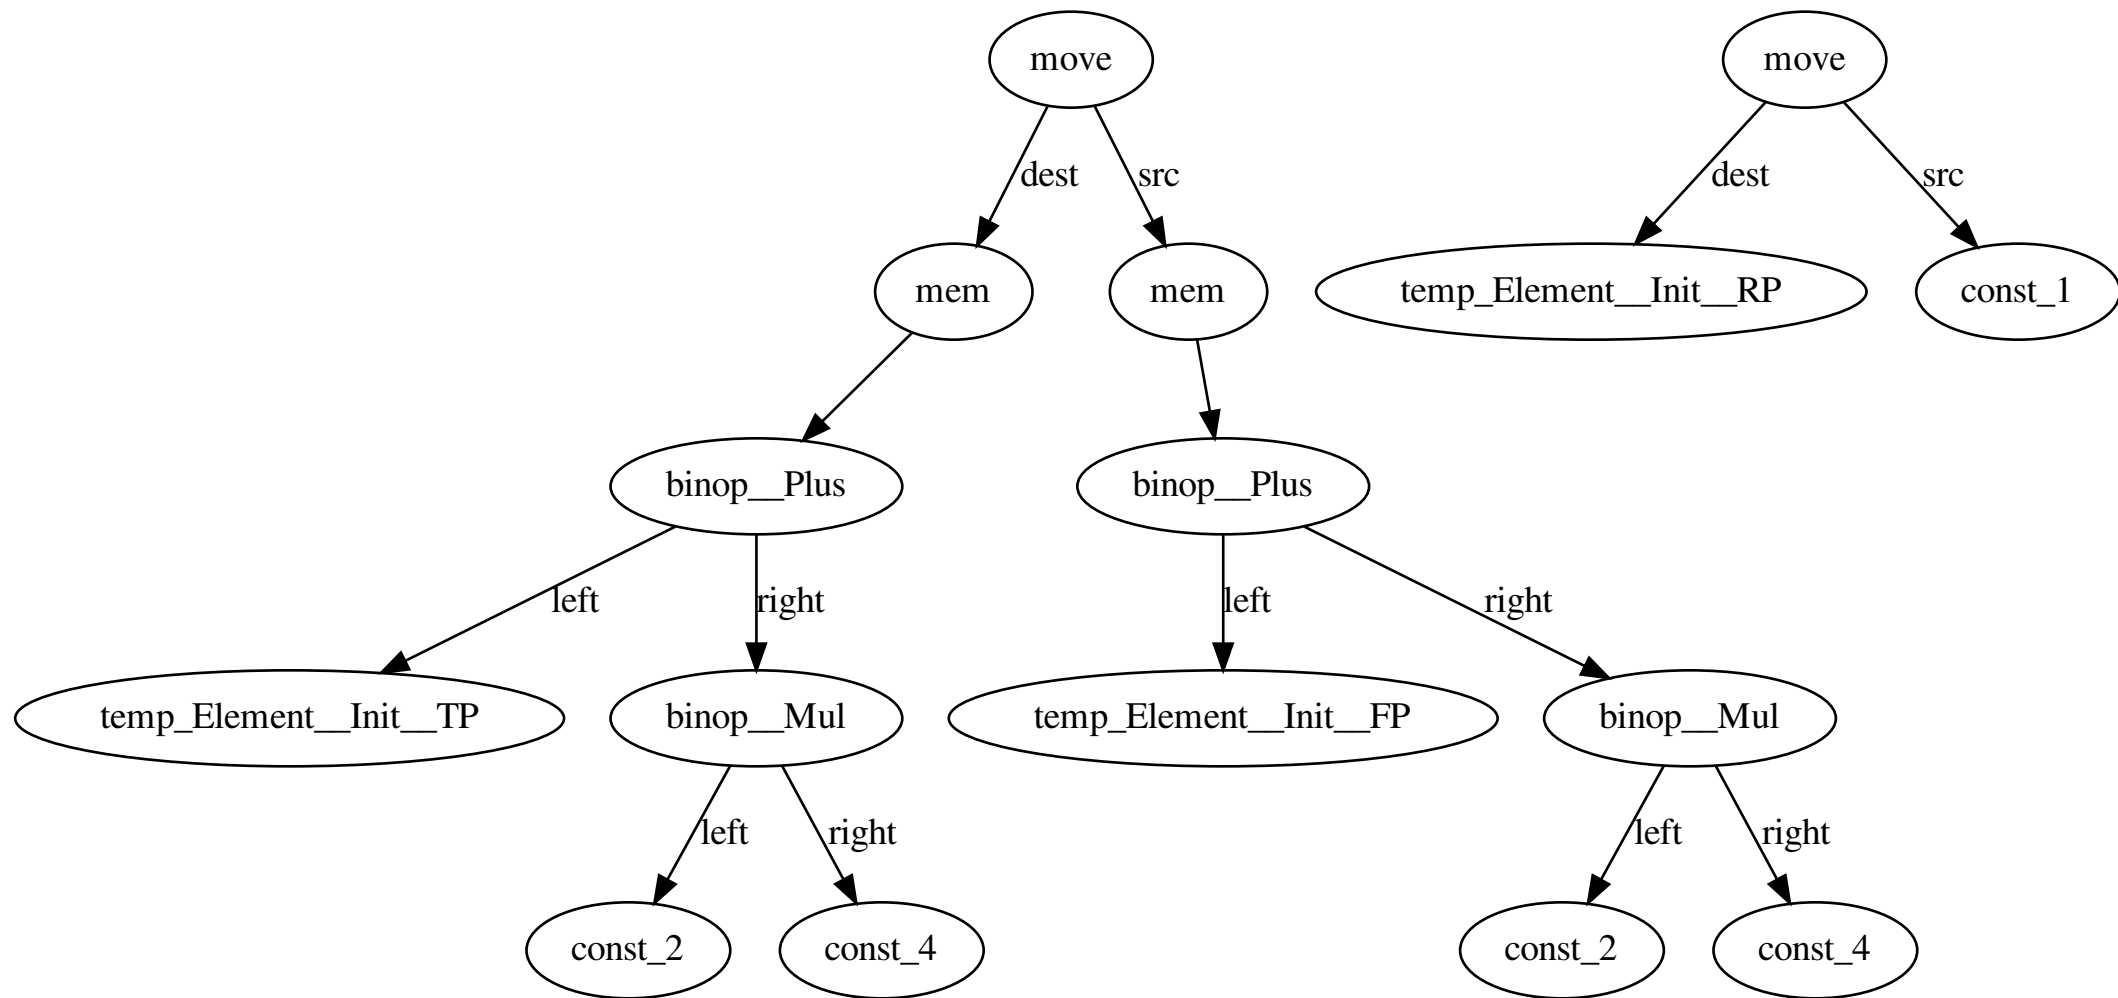 move
move
dest
src
dest
src
mem
mem
temp_Element__Init__RP
const_1
binop__Plus
binop__Plus
left
right
left
right
temp_Element__Init__TP
binop__Mul
temp_Element__Init__FP
binop__Mul
left
right
left
right
const_2
const_4
const_2
const_4